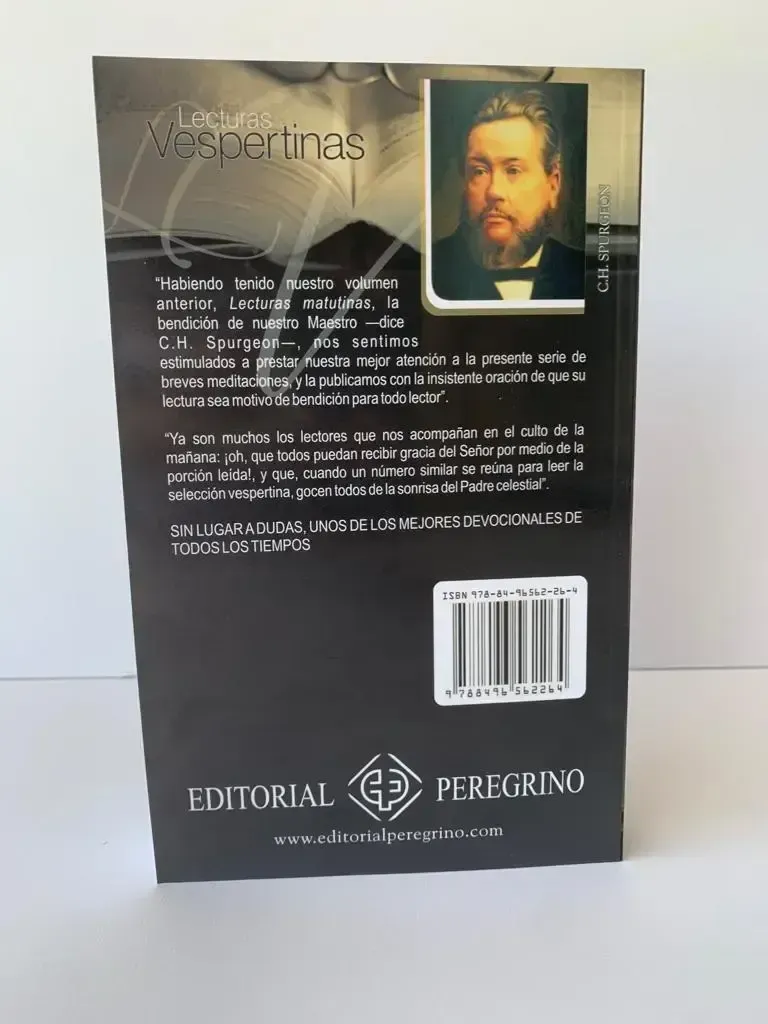 Lecturas
Vespertinas
C.H. SPURGEON
“Habiendo tenido nuestro volumen
anterior, Lecturas matutinas, la
bendición de nuestro Maestro —dice
C.H. Spurgeon—, nos sentimos
estimulados a prestar nuestra mejor atención a la presente serie de
breves meditaciones, y la publicamos con la insistente oración de que su
lectura sea motivo de bendición para todo lector”.
“Ya son muchos los lectores que nos acompañan en el culto de la
mañana: ¡oh, que todos puedan recibir gracia del Señor por medio de la
porción leída!, y que, cuando un número similar se reúna para leer la
selección vespertina, gocen todos de la sonrisa del Padre celestial”.
SIN LUGAR A DUDAS, UNOS DE LOS MEJORES DEVOCIONALES DE
TODOS LOS TIEMPOS
ISBN 978-84-96562-26-4
9 788496 562264
EDITORIAL PEREGRINO
www.editorialperegrino.com